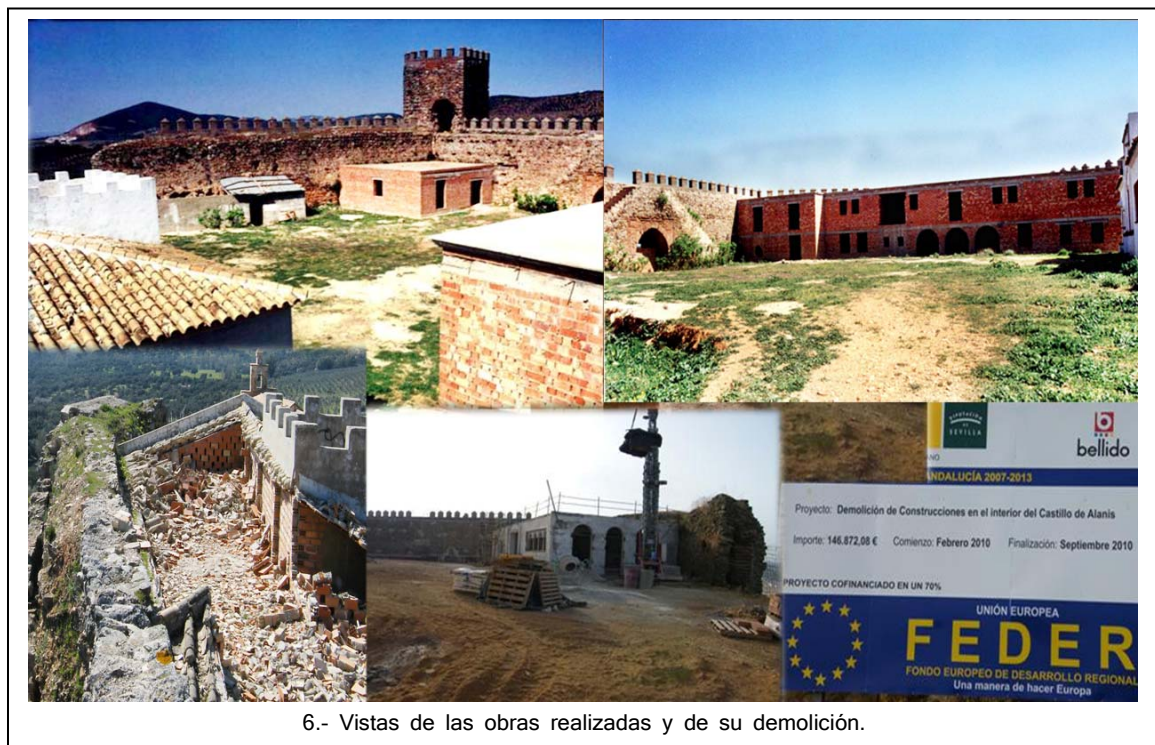 DIPUTACIÓN
DE
SEVILLA
bellido
ANO
ANDALUCÍA 2007-2013
Proyecto: Demolición de Construcciones en el interior del Castillo de Alanis
Importe: 146.872,08 € Comienzo: Febrero 2010 Finalización: Septiembre 2010
PROYECTO COFINANCIADO EN UN 70%
UNIÓN EUROPEA
FEDER
FONDO EUROPEO DE DESARROLLO REGIONAL
Una manera de hacer Europa
6.- Vistas de las obras realizadas y de su demolición.